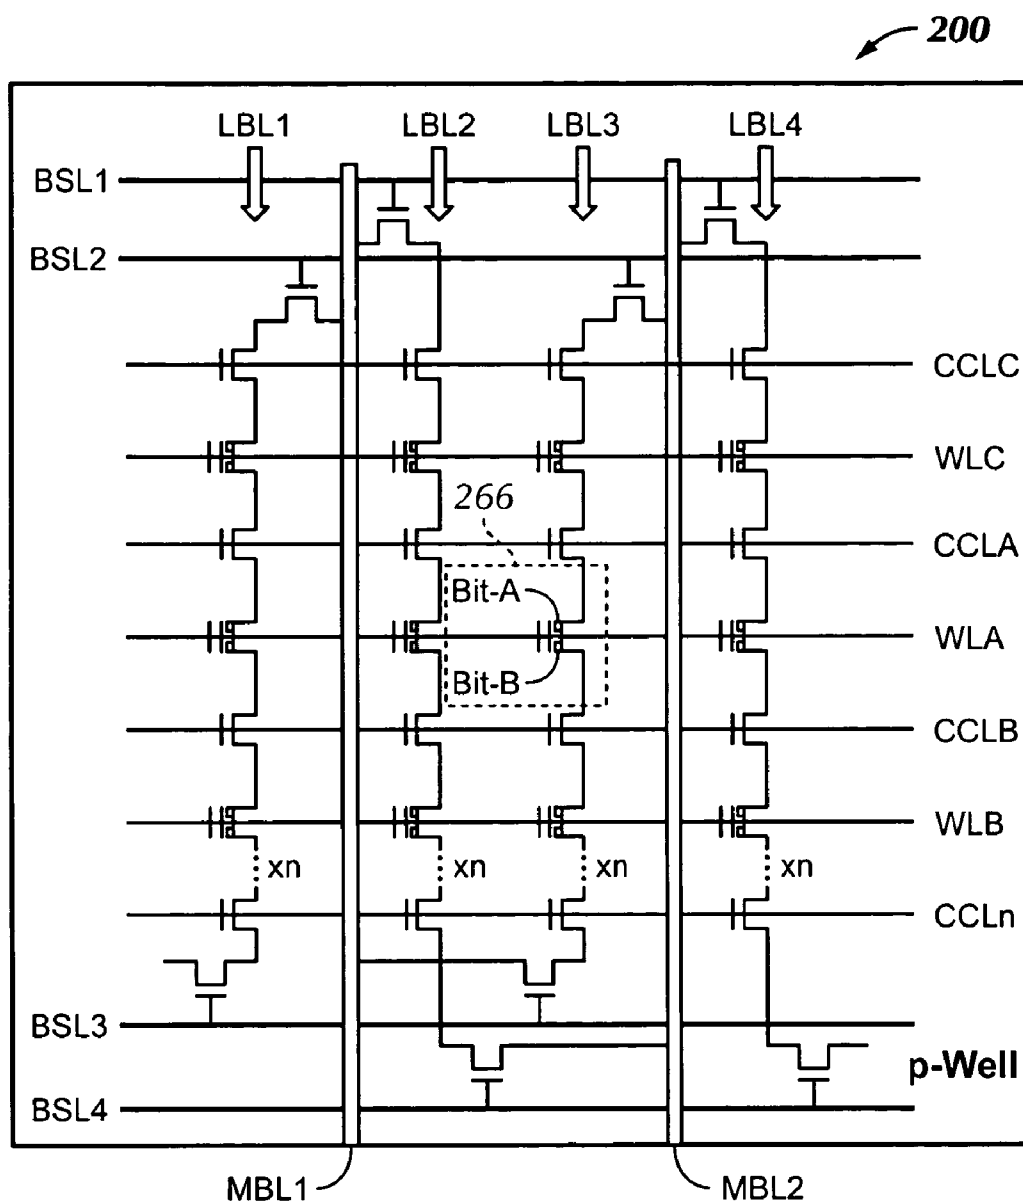 200
LBL1 LBL2 LBL3 LBL4
BSL1
BSL2
CCLC
WLC
266
CCLA
Bit-A
WLA
Bit-B
CCLB
WLB
xn xn xn xn
CCLn
BSL3
p-Well
BSL4
MBL1 MBL2